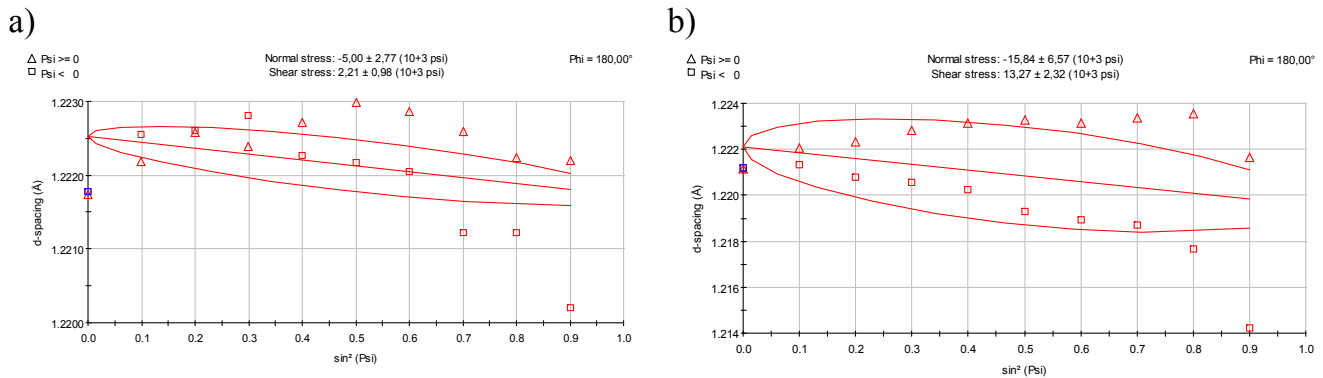 a)
△ Psi >= 0
□ Psi < 0
Normal stress: -5,00 ± 2,77 (10+3 psi)
Shear stress: 2,21 ± 0,98 (10+3 psi)
Phi = 180,00°
d-spacing (Å)
1.2230
1.2220
1.2210
1.2200
0.0 0.1 0.2 0.3 0.4 0.5 0.6 0.7 0.8 0.9 1.0
sin² (Psi)
b)
△ Psi >= 0
□ Psi < 0
Normal stress: -15,84 ± 6,57 (10+3 psi)
Shear stress: 13,27 ± 2,32 (10+3 psi)
Phi = 180,00°
d-spacing (Å)
1.224
1.222
1.220
1.218
1.216
1.214
0.0 0.1 0.2 0.3 0.4 0.5 0.6 0.7 0.8 0.9 1.0
sin² (Psi)